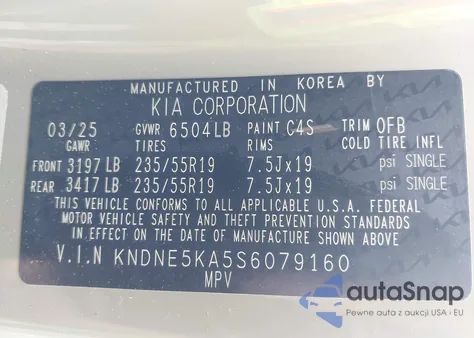 MANUFACTURED IN KOREA BY
KIA CORPORATION
03/25 GVWR 6504LB PAINT C4S TRIM OFB
GAWR TIRES RIMS COLD TIRE INFL
FRONT 3197 LB 235/55R19 7.5Jx19 psi SINGLE
REAR 3417 LB 235/55R19 7.5Jx19 psi SINGLE
THIS VEHICLE CONFORMS TO ALL APPLICABLE U.S.A. FEDERAL
MOTOR VEHICLE SAFETY AND THEFT PREVENTION STANDARDS
IN EFFECT ON THE DATE OF MANUFACTURE SHOWN ABOVE
V.I.N KNDNE5KA5S6079160
MPV
autoSnap
Pewne auta z aukcji USA i EU